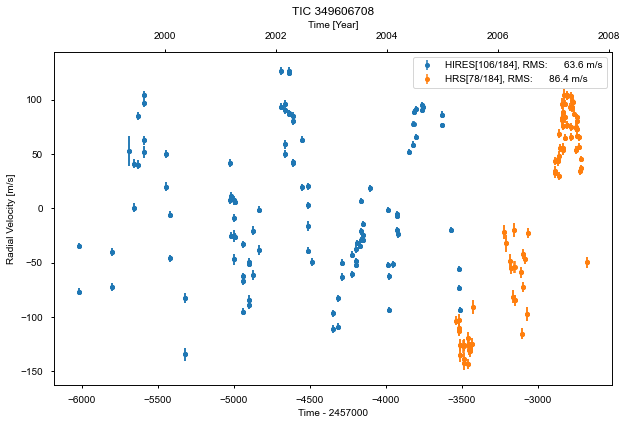 TIC 349606708
Time [Year]
2000 2002 2004 2006 2008
HIRES[106/184], RMS: 63.6 m/s
HRS[78/184], RMS: 86.4 m/s
Radial Velocity [m/s]
100
50
0
−50
−100
−150
−6000 −5500 −5000 −4500 −4000 −3500 −3000
Time - 2457000